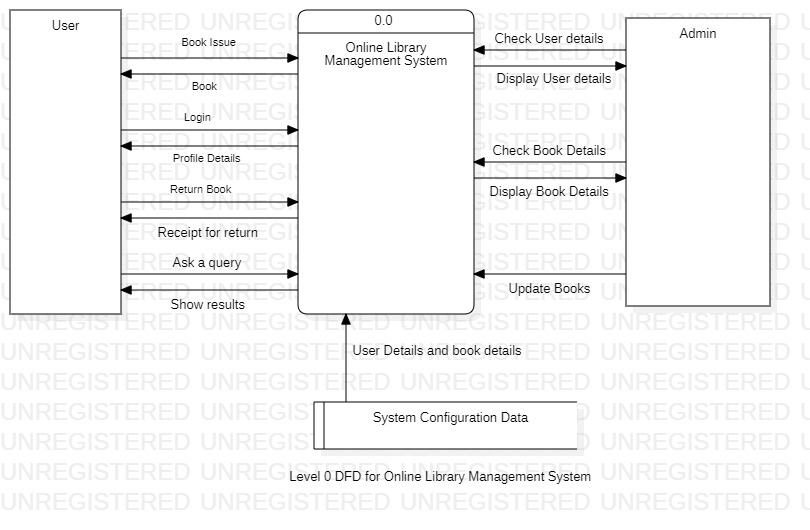 User
0.0
Online Library
Management System
Admin
Book Issue
Book
Login
Profile Details
Return Book
Receipt for return
Ask a query
Show results
Check User details
Display User details
Check Book Details
Display Book Details
Update Books
User Details and book details
System Configuration Data
Level 0 DFD for Online Library Management System
UNREGISTERED UNREGISTERED UNREGISTERED UNREGISTERED